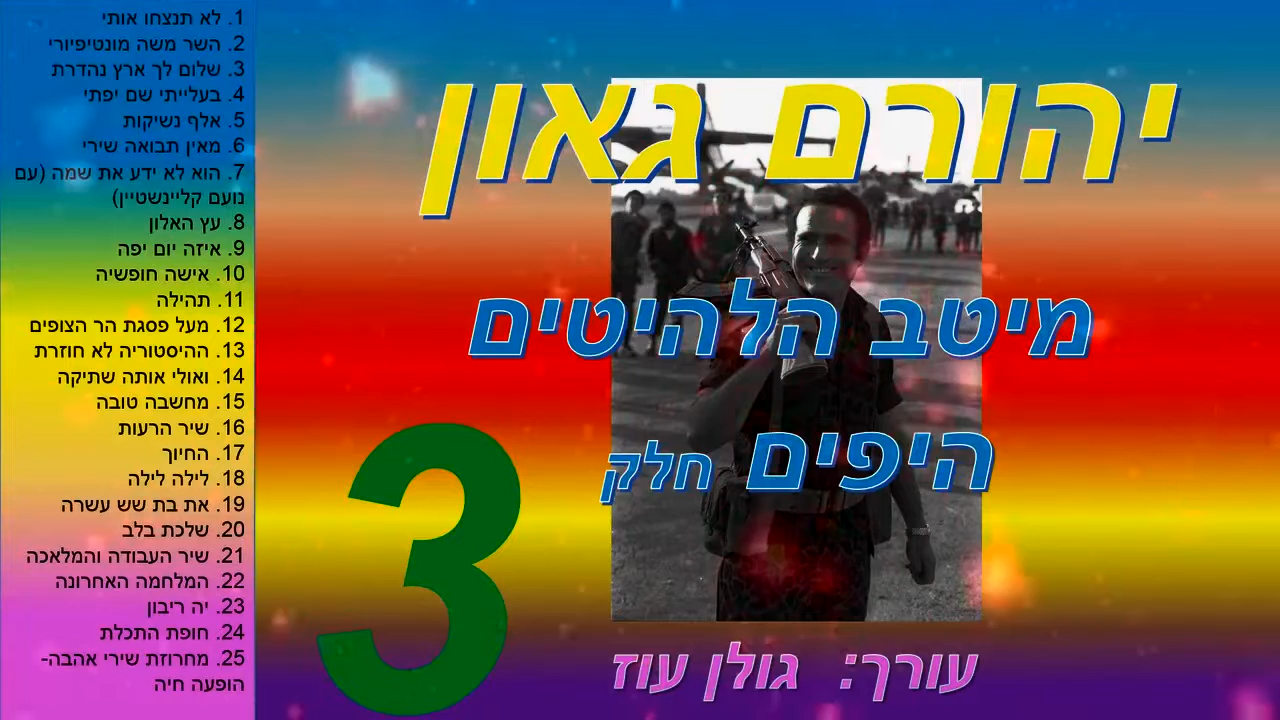 1. לא תנצחו אותי
2. השר משה מונטיפיורי
3. שלום לך ארץ נהדרת
4. בעלייתי שם יפתי
5. אלף נשיקות
6. מאין תבואה שירי
7. הוא לא ידע את שמה (עם
נועם קליינשטיין)
8. עץ האלון
9. איזה יום יפה
10. אישה חופשיה
11. תהילה
12. מעל פסגת הר הצופים
13. ההיסטוריה לא חוזרת
14. ואולי אותה שתיקה
15. מחשבה טובה
16. שיר הרעות
17. החיוך
18. לילה לילה
19. את בת שש עשרה
20. שלכת בלב
21. שיר העבודה והמלאכה
22. המלחמה האחרונה
23. יה ריבון
24. חופת התכלת
25. מחרוזת שירי אהבה-
הופעה חיה
יהורם גאון
מיטב הלהיטים
היפים חלק
3
עורך: גולן עוז